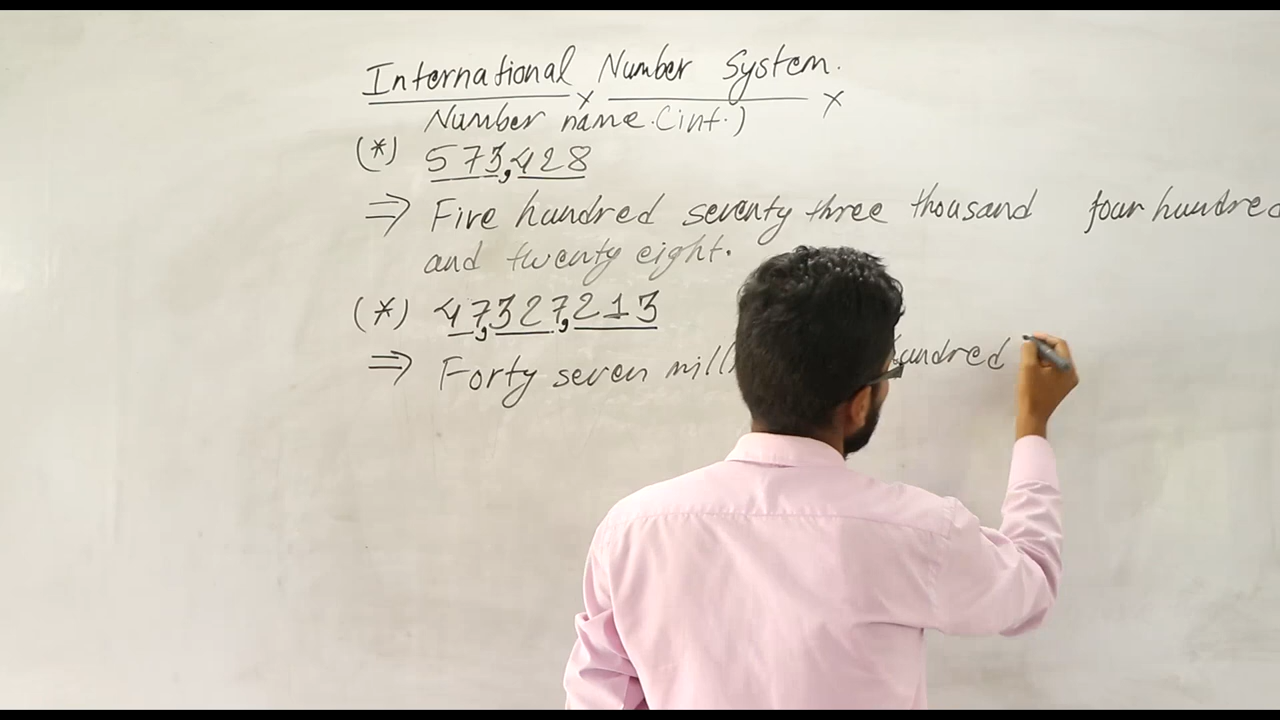 International Number System.
Number name.(int.)
(*) 573,428
⇒ Five hundred seventy three thousand four hundred
and twenty eight.
(*) 47,327,213
⇒ Forty seven mill hundred